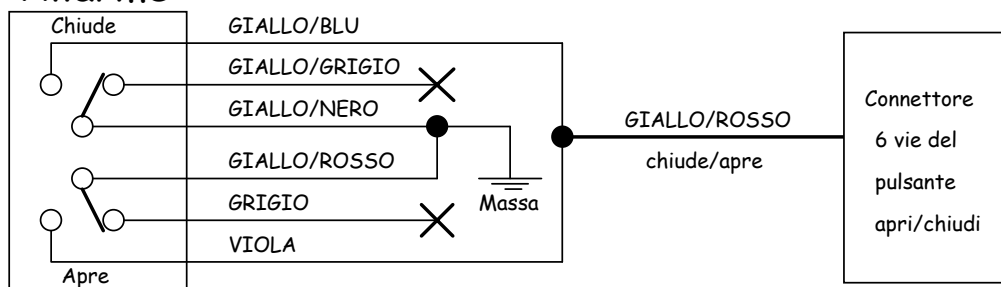 Chiude
GIALLO/BLU
GIALLO/GRIGIO
GIALLO/NERO
GIALLO/ROSSO
GRIGIO
VIOLA
Apre
Massa
GIALLO/ROSSO
chiude/apre
Connettore
6 vie del
pulsante
apri/chiudi